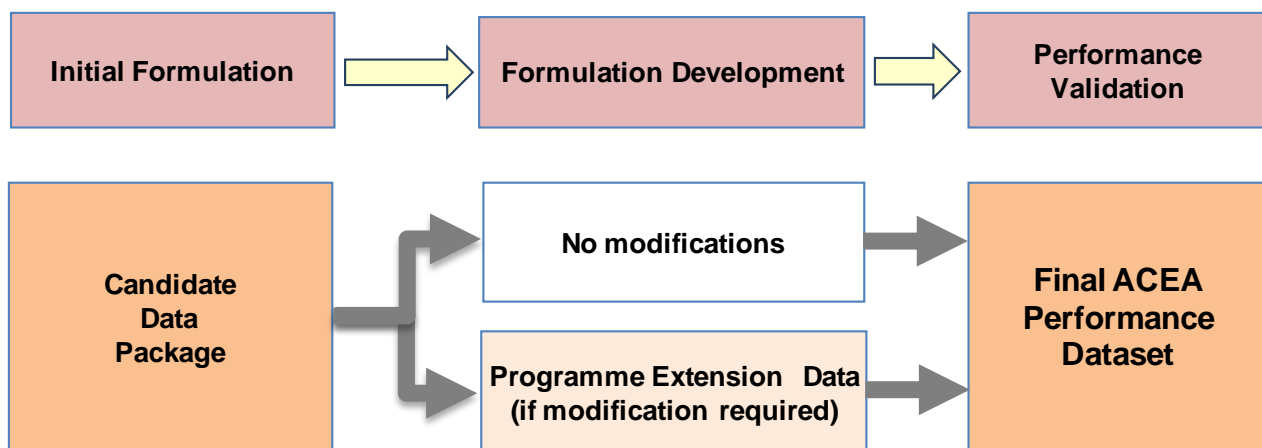 Initial Formulation
Formulation Development
Performance
Validation
Candidate
Data
Package
No modifications
Programme Extension Data
(if modification required)
Final ACEA
Performance
Dataset